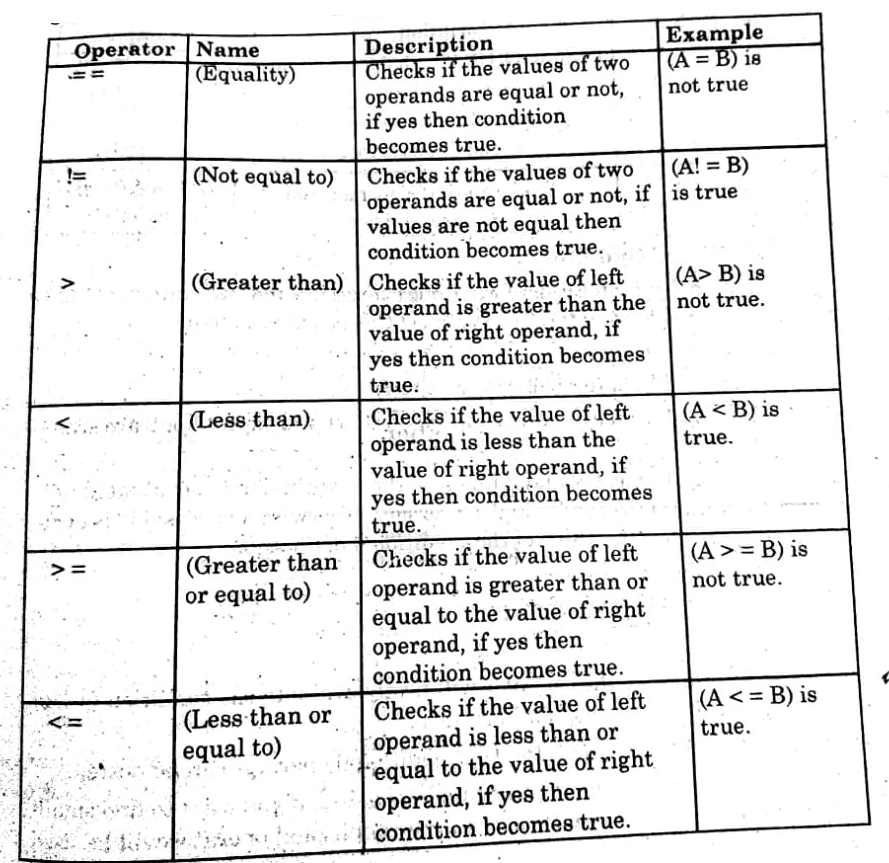 Operator Name Description Example
== (Equality) Checks if the values of two (A = B) is
operands are equal or not, not true
if yes then condition
becomes true.
!= (Not equal to) Checks if the values of two (A! = B)
operands are equal or not, if is true
values are not equal then
condition becomes true.
> (Greater than) Checks if the value of left (A> B) is
operand is greater than the not true.
value of right operand, if
yes then condition becomes
true.
< (Less than) Checks if the value of left (A < B) is
operand is less than the true.
value of right operand, if
yes then condition becomes
true.
> = (Greater than Checks if the value of left (A > = B) is
or equal to) operand is greater than or not true.
equal to the value of right
operand, if yes then
condition becomes true.
<= (Less than or Checks if the value of left (A < = B) is
equal to) operand is less than or true.
equal to the value of right
operand, if yes then
condition becomes true.